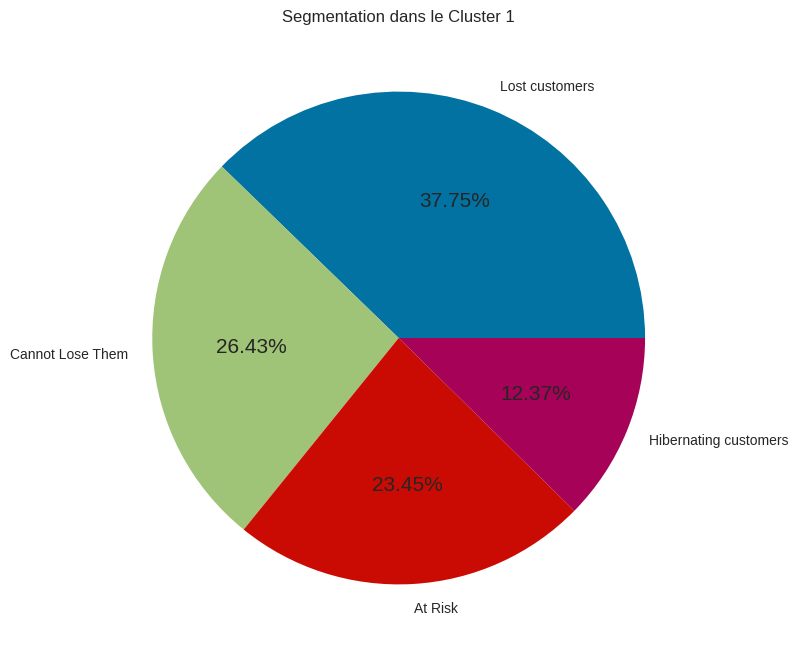 Segmentation dans le Cluster 1
Lost customers
37.75%
Cannot Lose Them
26.43%
12.37%
Hibernating customers
23.45%
At Risk